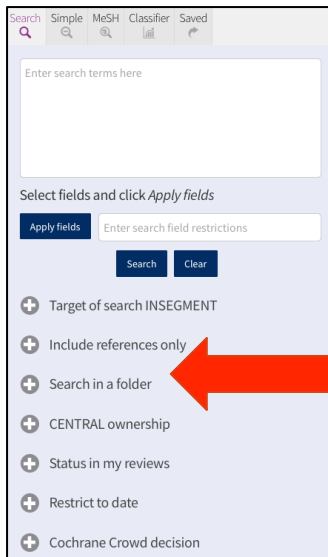 Search Simple MeSH Classifier Saved
Enter search terms here
Select fields and click Apply fields
Apply fields Enter search field restrictions
Search Clear
Target of search INSEGMENT
Include references only
Search in a folder
CENTRAL ownership
Status in my reviews
Restrict to date
Cochrane Crowd decision